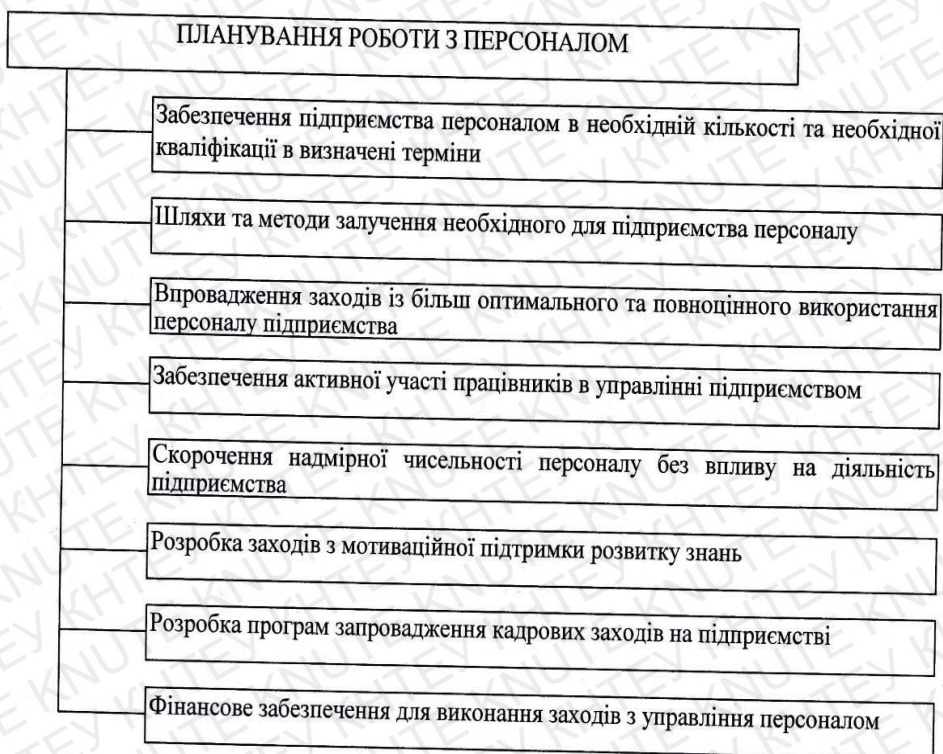 ПЛАНУВАННЯ РОБОТИ З ПЕРСОНАЛОМ
Забезпечення підприємства персоналом в необхідній кількості та необхідної
кваліфікації в визначені терміни
Шляхи та методи залучення необхідного для підприємства персоналу
Впровадження заходів із більш оптимального та повноцінного використання
персоналу підприємства
Забезпечення активної участі працівників в управлінні підприємством
Скорочення надмірної чисельності персоналу без впливу на діяльність
підприємства
Розробка заходів з мотиваційної підтримки розвитку знань
Розробка програм запровадження кадрових заходів на підприємстві
Фінансове забезпечення для виконання заходів з управління персоналом